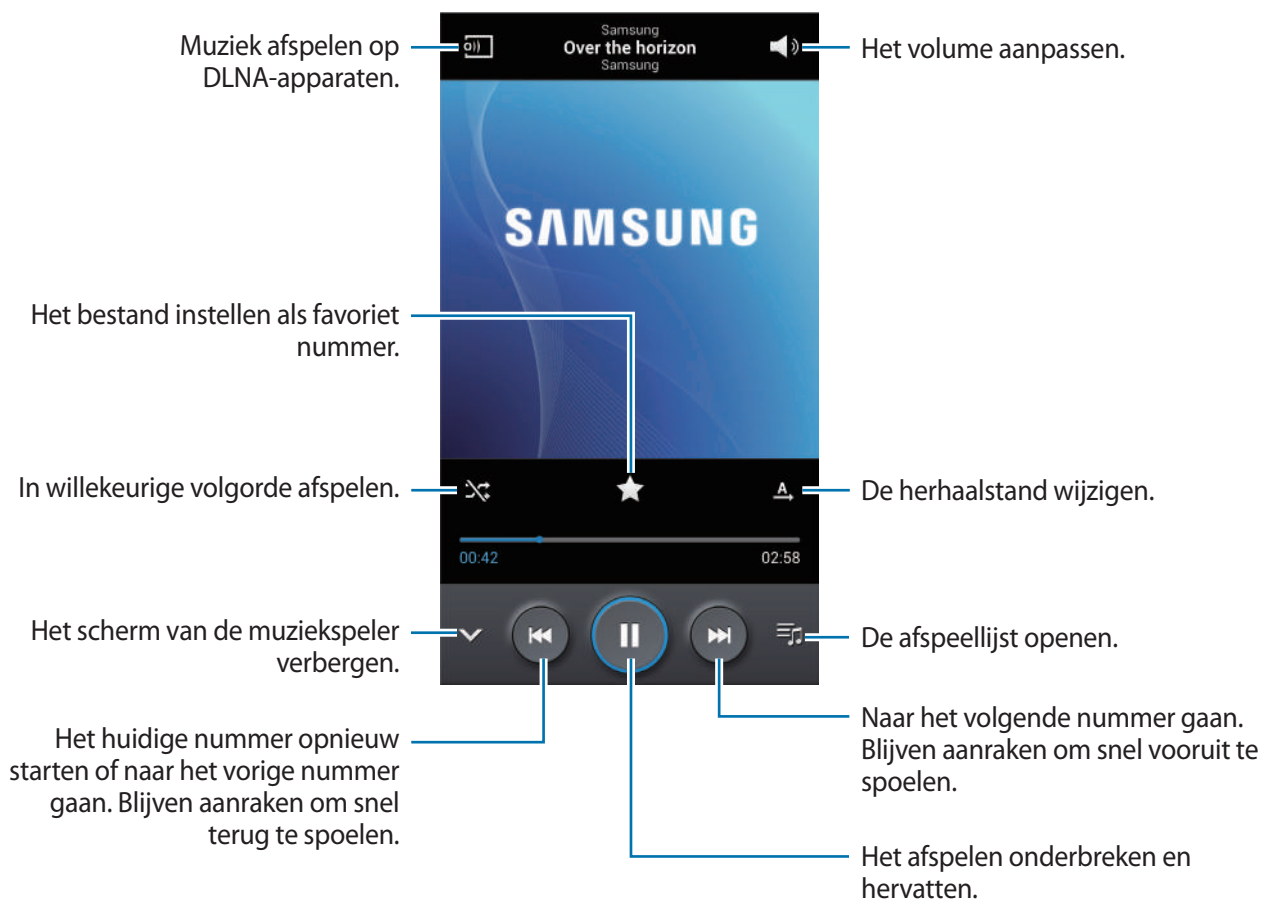 Muziek afspelen op
DLNA-apparaten.
Samsung
Over the horizon
Samsung
Het volume aanpassen.
SAMSUNG
Het bestand instellen als favoriet
nummer.
In willekeurige volgorde afspelen.
A
De herhaalstand wijzigen.
00:42
02:58
Het scherm van de muziekspeler
verbergen.
De afspeellijst openen.
Het huidige nummer opnieuw
starten of naar het vorige nummer
gaan. Blijven aanraken om snel
terug te spoelen.
Naar het volgende nummer gaan.
Blijven aanraken om snel vooruit te
spoelen.
Het afspelen onderbreken en
hervatten.